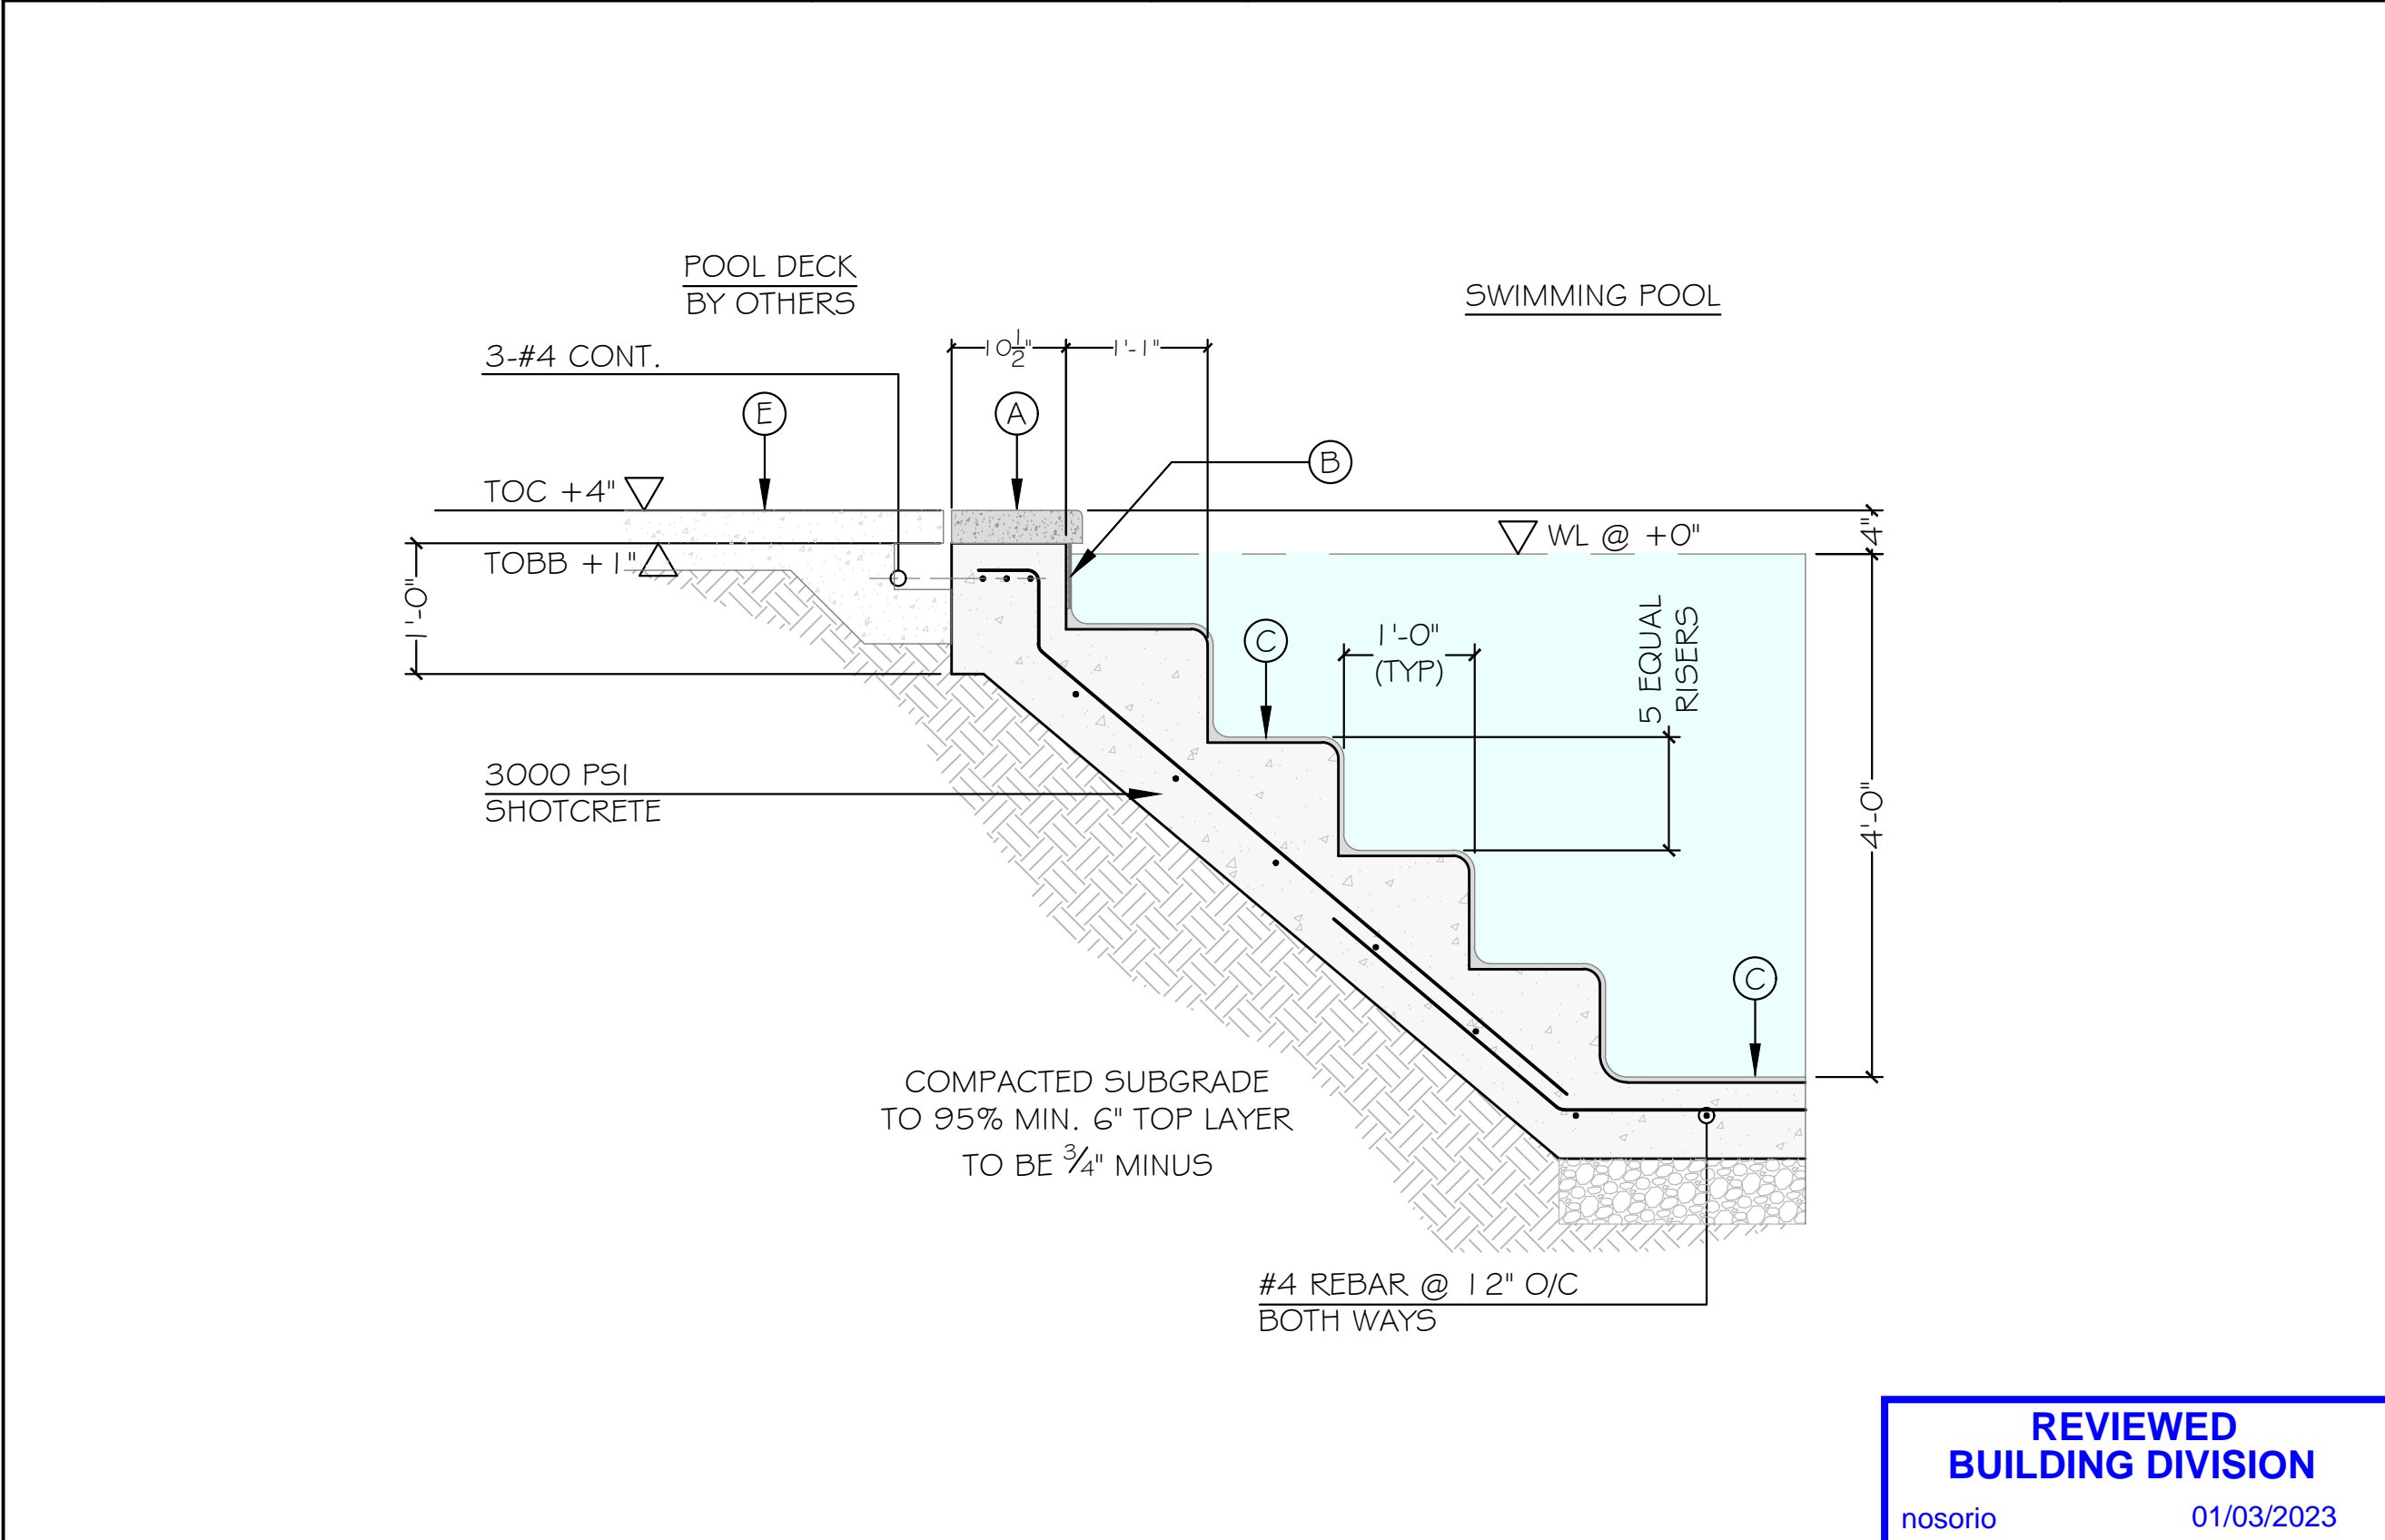 POOL DECK
BY OTHERS
SWIMMING POOL
3-#4 CONT.
10 1/2"
1'-1"
E
A
B
TOC +4"
WL @ +0"
4"
TOBB +1"
1'-0"
C
1'-0"
(TYP)
5 EQUAL
RISERS
3000 PSI
SHOTCRETE
4'-0"
C
COMPACTED SUBGRADE
TO 95% MIN. 6" TOP LAYER
TO BE 3/4" MINUS
#4 REBAR @ 12" O/C
BOTH WAYS
REVIEWED
BUILDING DIVISION
nosorio 01/03/2023